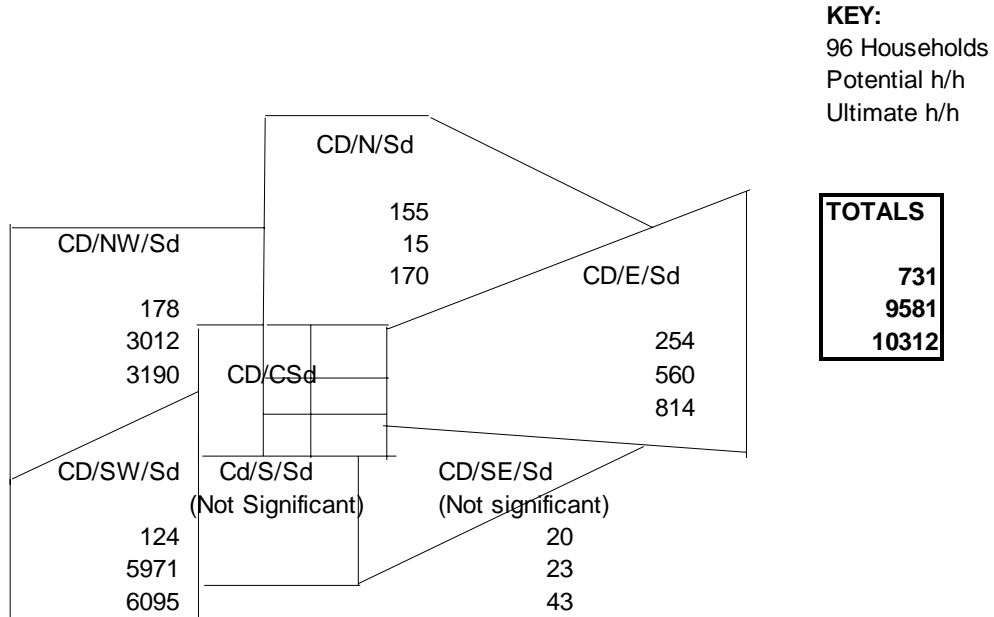 KEY:
96 Households
Potential h/h
Ultimate h/h
CD/N/Sd
155
15
170
TOTALS
731
9581
10312
CD/NW/Sd
178
3012
3190
CD/E/Sd
254
560
814
CD/CSd
CD/SW/Sd
124
5971
6095
Cd/S/Sd
(Not Significant)
CD/SE/Sd
(Not significant)
20
23
43